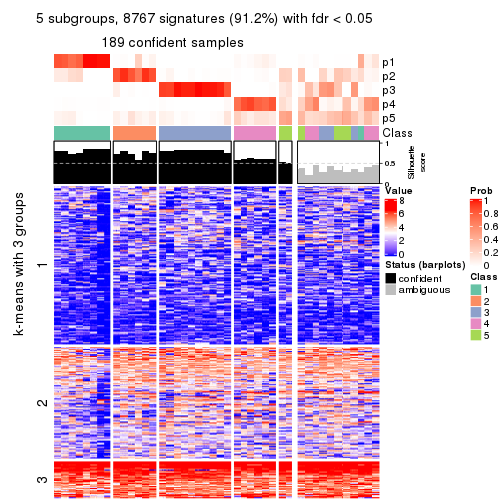 5 subgroups, 8767 signatures (91.2%) with fdr < 0.05
189 confident samples
p1
p2
p3
p4
p5
Class
1
0.5
0
Silhouette
score
k-means with 3 groups
1
2
3
Value
8
6
4
2
0
Status (barplots)
confident
ambiguous
Prob
1
0.8
0.6
0.4
0.2
0
Class
1
2
3
4
5